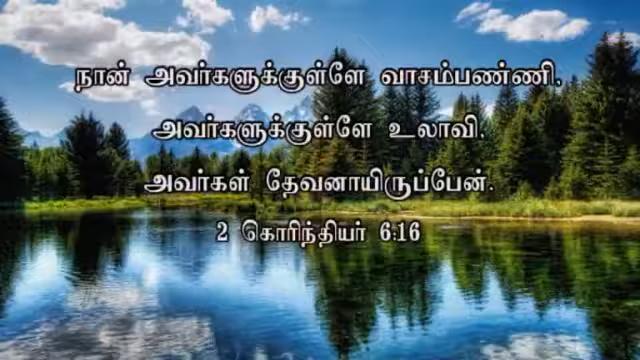 நான் அவர்களுக்குள்ளே வாசம்பண்ணி,
அவர்களுக்குள்ளே உலாவி,
அவர்கள் தேவனாயிருப்பேன்.
2 கொரிந்தியர் 6:16